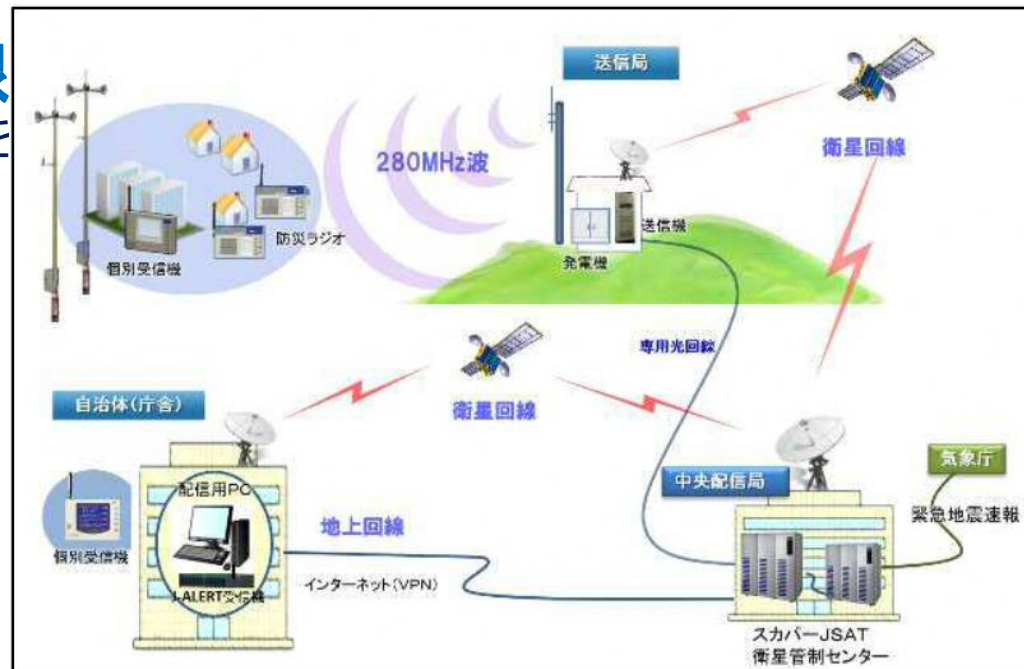 送信局
衛星回線
280MHz波
防災ラジオ
個別受信機
送信機
発電機
専用光回線
衛星回線
自治体(庁舎)
配信用PC
個別受信機
J-ALERT受信機
地上回線
インターネット(VPN)
中央配信局
気象庁
緊急地震速報
スカパーJSAT
衛星管制センター